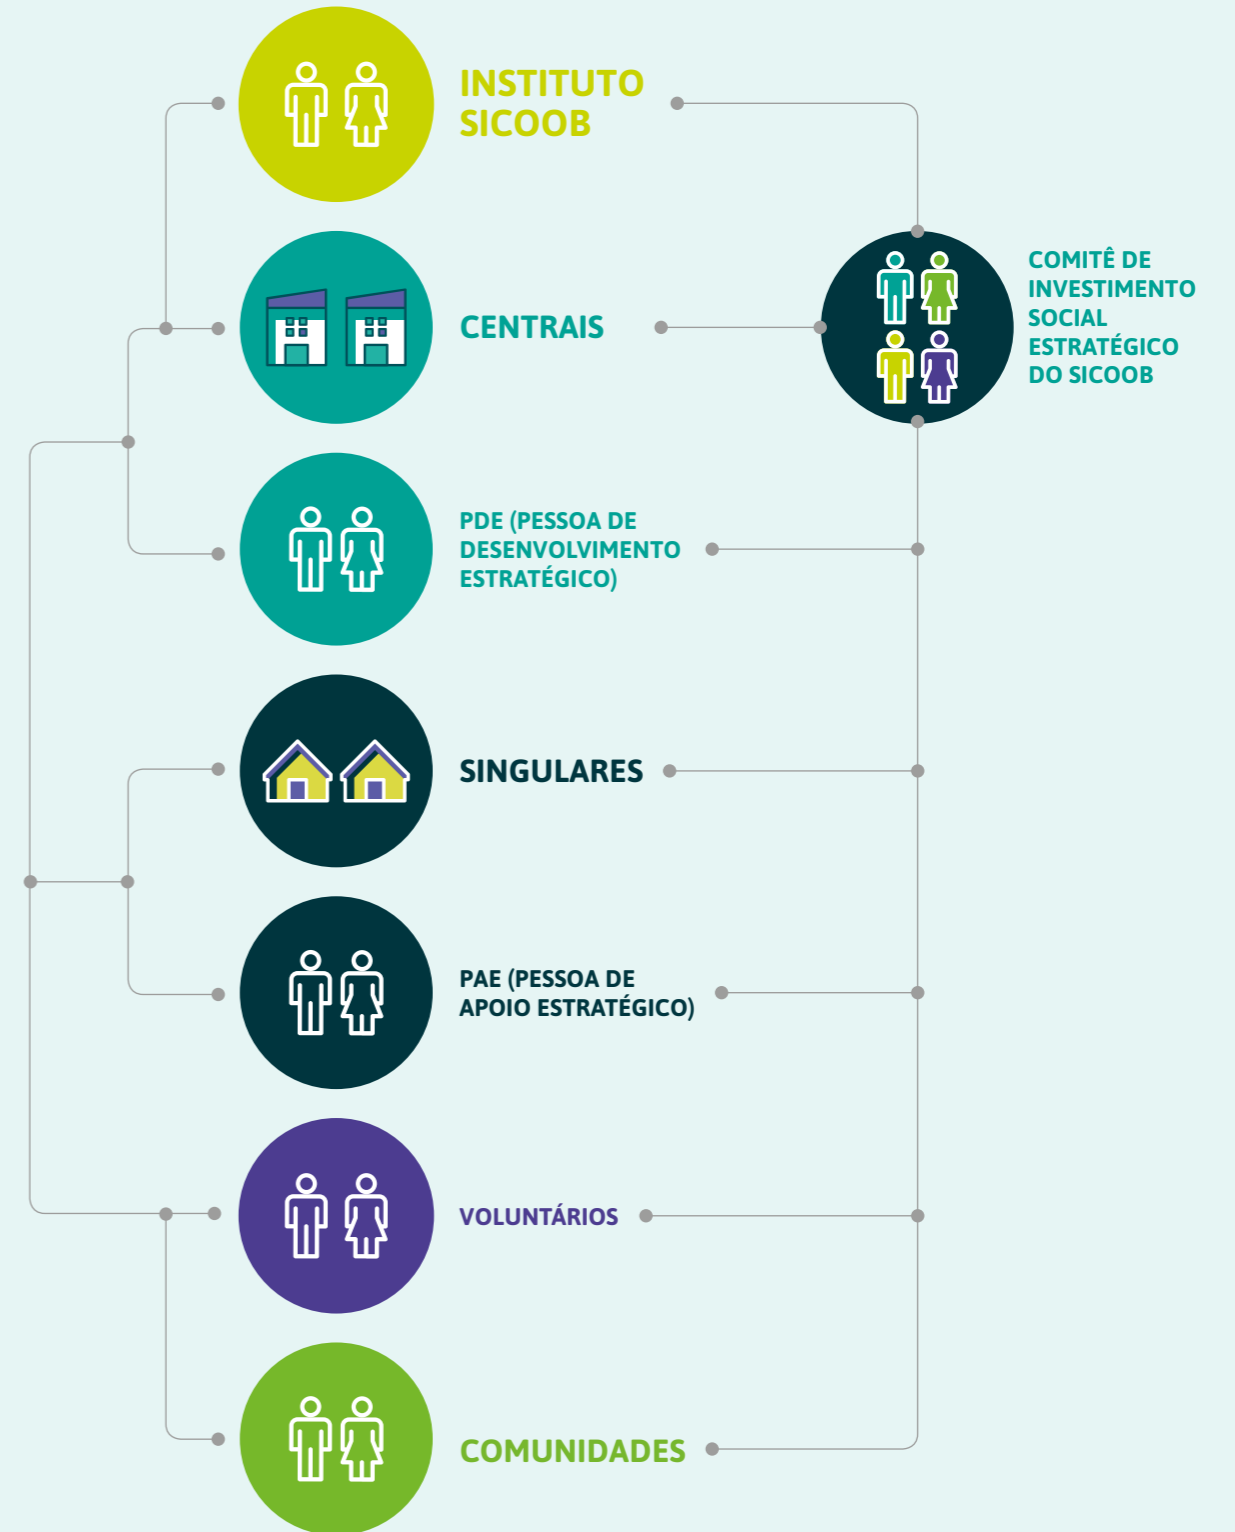 INSTITUTO
SICOOB
CENTRAIS
COMITÊ DE
INVESTIMENTO
SOCIAL
ESTRATÉGICO
DO SICOOB
PDE (PESSOA DE
DESENVOLVIMENTO
ESTRATÉGICO)
SINGULARES
PAE (PESSOA DE
APOIO ESTRATÉGICO)
VOLUNTÁRIOS
COMUNIDADES